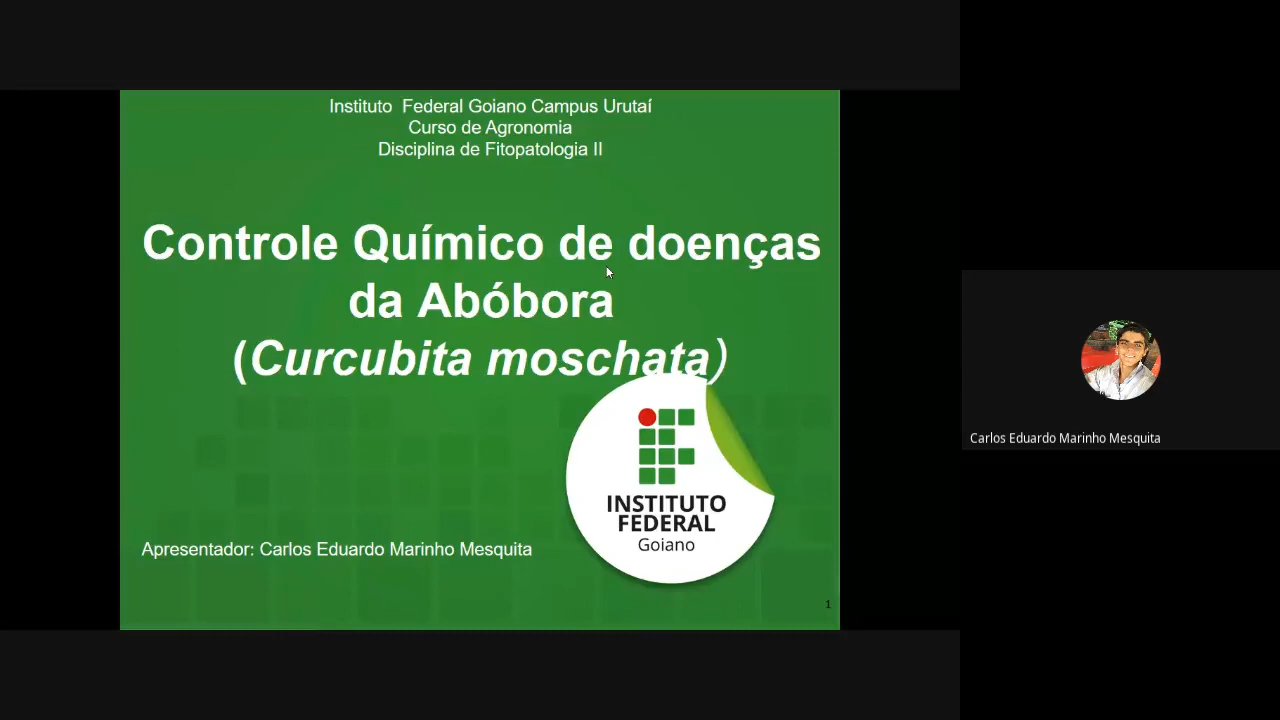 Instituto Federal Goiano Campus Urutaí
Curso de Agronomia
Disciplina de Fitopatologia II
Controle Químico de doenças
da Abóbora
(Curcubita moschata)
INSTITUTO
FEDERAL
Goiano
Apresentador: Carlos Eduardo Marinho Mesquita
1
Carlos Eduardo Marinho Mesquita